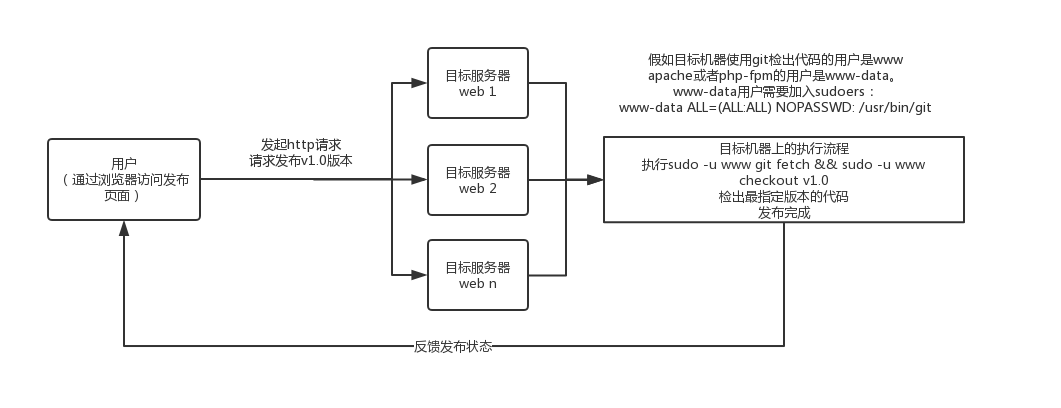 用户
（通过浏览器访问发布
页面）
发起http请求
请求发布v1.0版本
目标服务器
web 1
目标服务器
web 2
目标服务器
web n
假如目标机器使用git检出代码的用户是www
apache或者php-fpm的用户是www-data。
www-data用户需要加入sudoers：
www-data ALL=(ALL:ALL) NOPASSWD: /usr/bin/git
目标机器上的执行流程
执行sudo -u www git fetch && sudo -u www
checkout v1.0
检出最指定版本的代码
发布完成
反馈发布状态